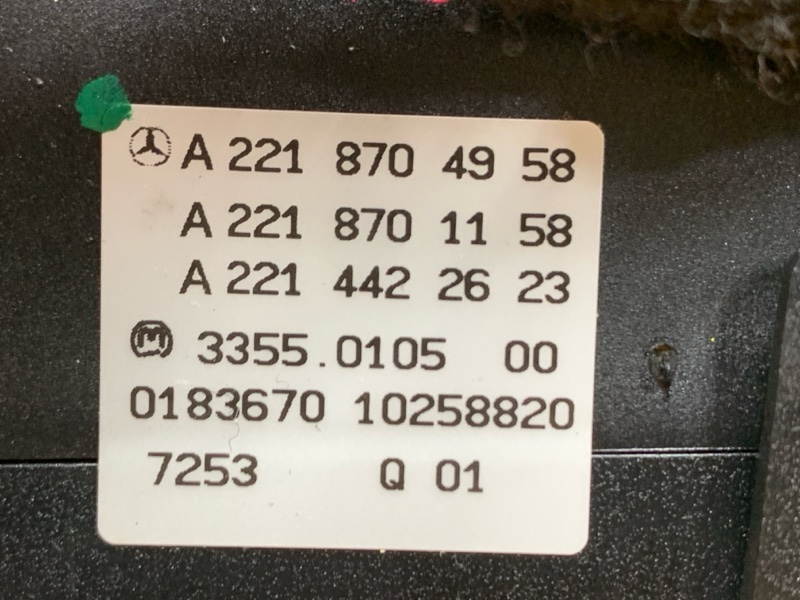 A 221 870 49 58
A 221 870 11 58
A 221 442 26 23
M 3355.0105 00
0183670 10258820
7253 Q 01